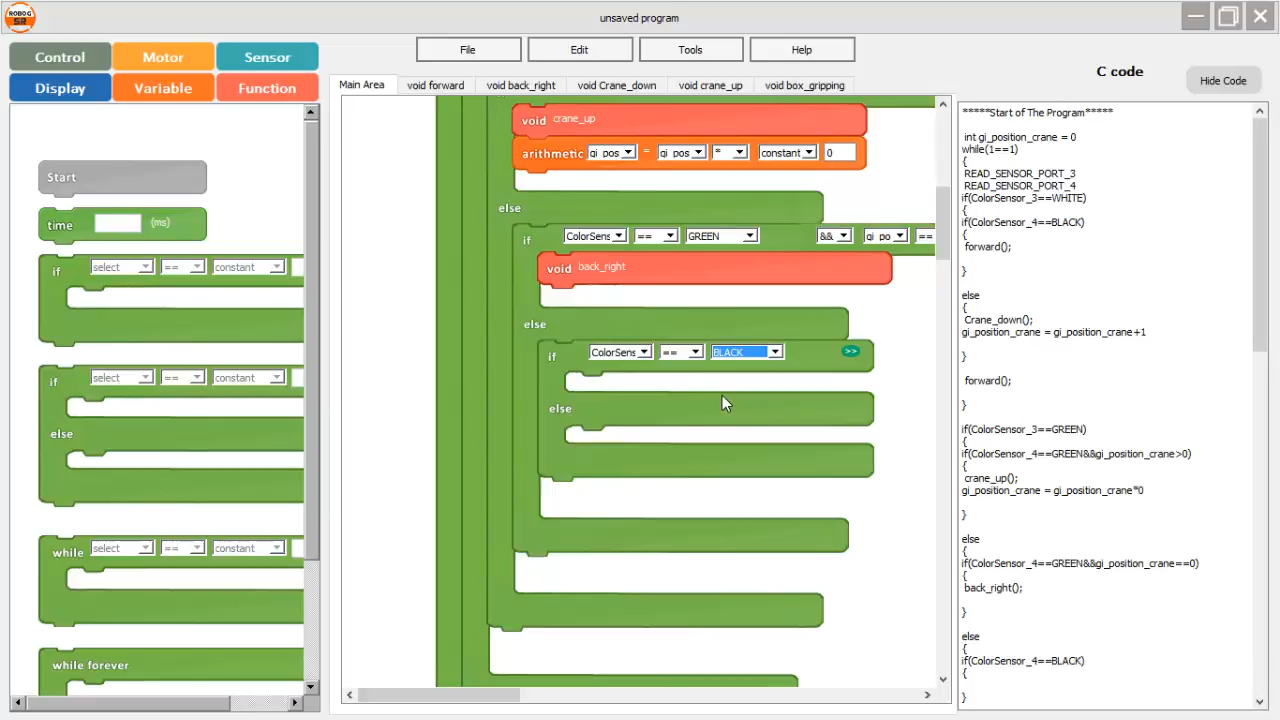 ROBO G
SR
unsaved program
Control
Motor
Sensor
File
Edit
Tools
Help
C code
Hide Code
Display
Variable
Function
Main Area
void forward
void back_right
void Crane_down
void crane_up
void box_gripping
Start
time
(ms)
if
select
==
constant
if
select
==
constant
else
while
select
==
constant
while forever
void crane_up
arithmetic gi pos = gi pos * constant 0
else
if ColorSens == GREEN && gi po ==
void back_right
else
if ColorSens == BLACK >>
else
*****Start of The Program*****
int gi_position_crane = 0
while(1==1)
{
READ_SENSOR_PORT_3
READ_SENSOR_PORT_4
if(ColorSensor_3==WHITE)
{
if(ColorSensor_4==BLACK)
{
forward();
}
else
{
Crane_down();
gi_position_crane = gi_position_crane+1
}
forward();
}
if(ColorSensor_3==GREEN)
{
if(ColorSensor_4==GREEN&&gi_position_crane>0)
{
crane_up();
gi_position_crane = gi_position_crane*0
}
else
{
if(ColorSensor_4==GREEN&&gi_position_crane==0)
{
back_right();
}
else
{
if(ColorSensor_4==BLACK)
{
}